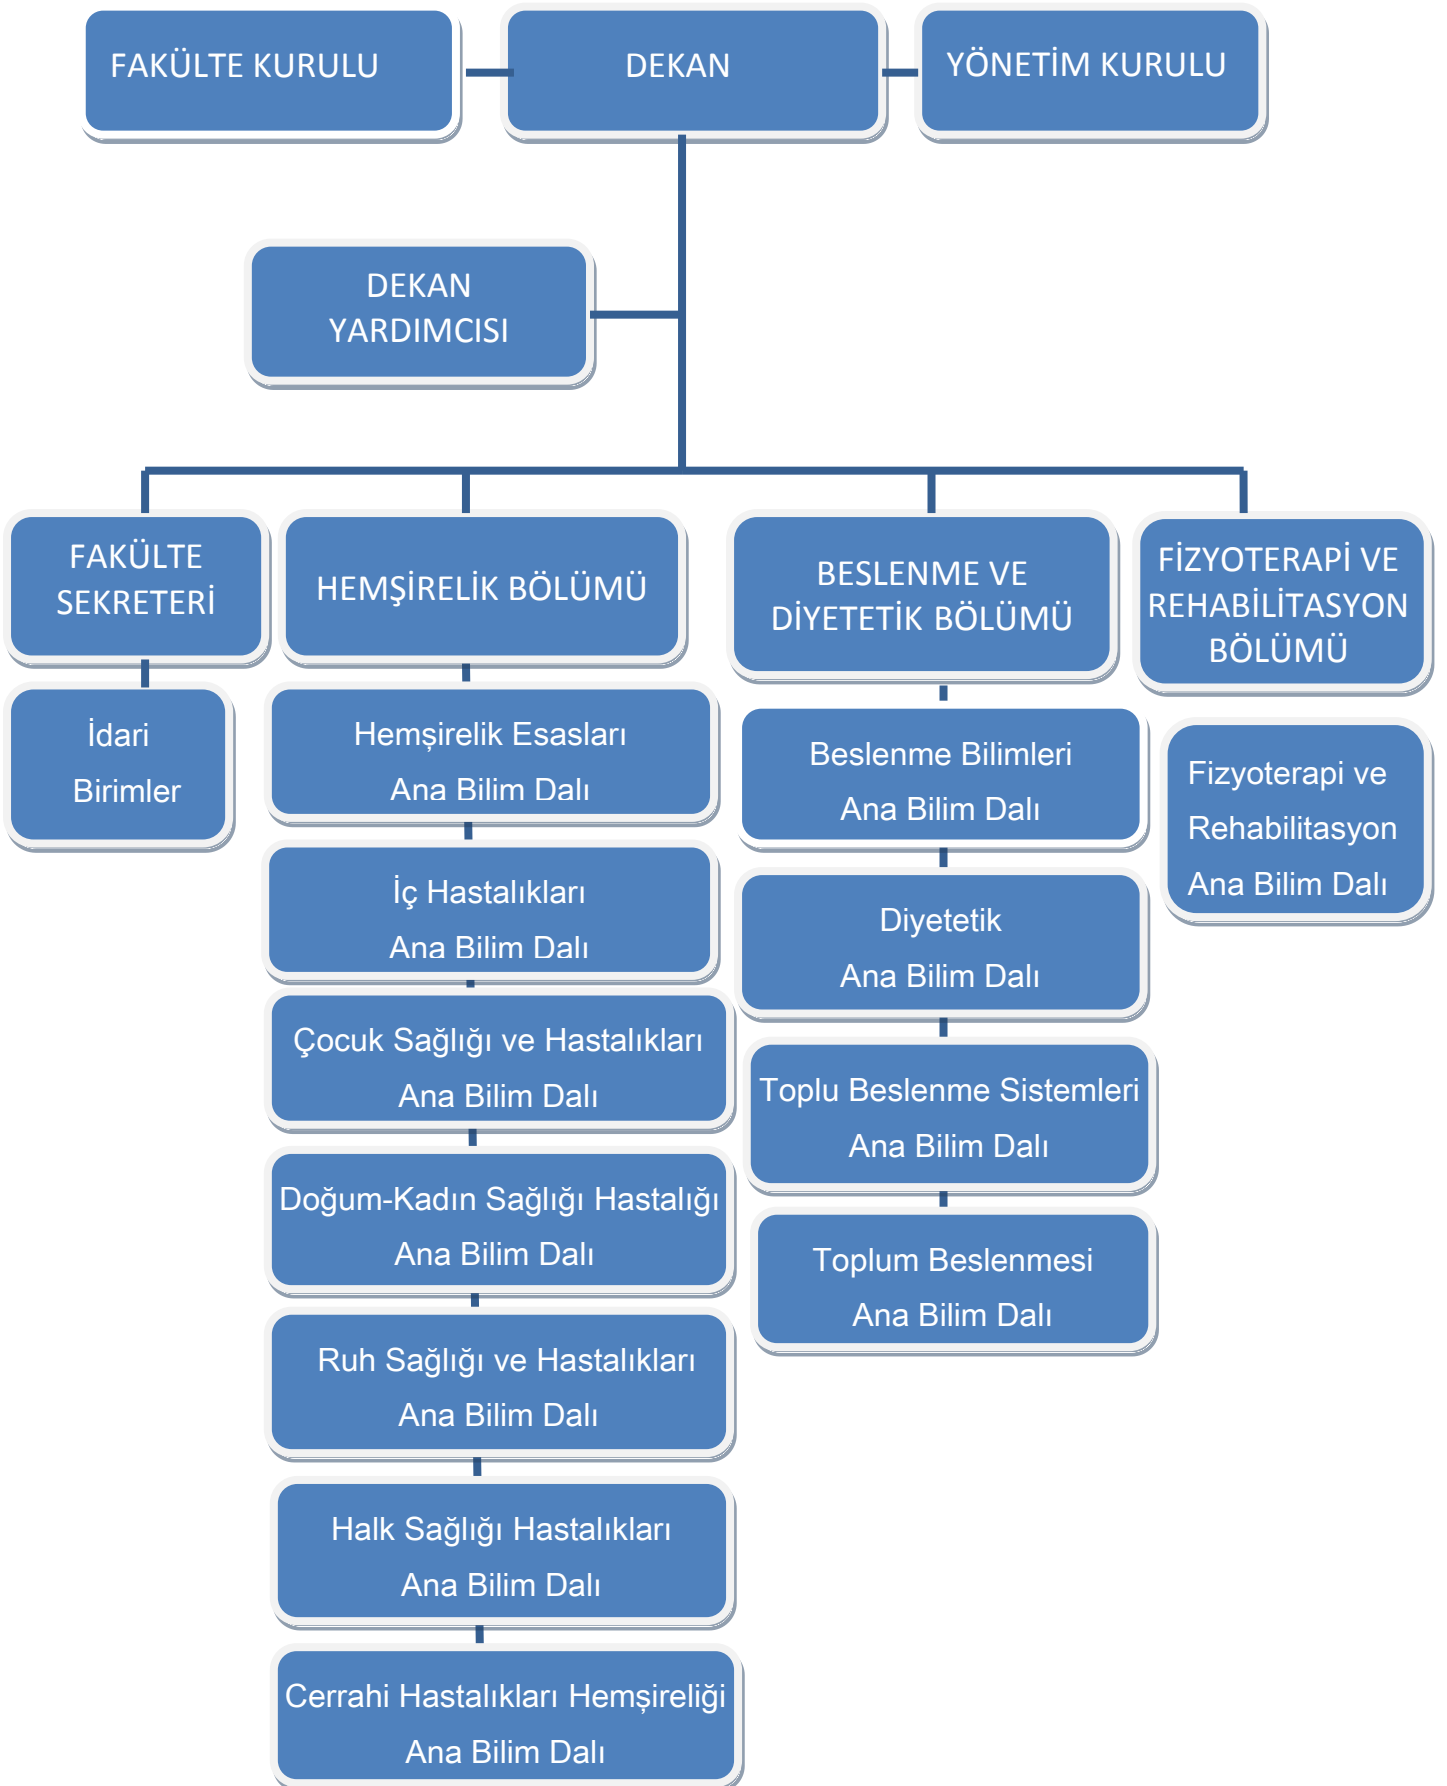 FAKÜLTE KURULU
DEKAN
YÖNETİM KURULU
DEKAN
YARDIMCISI
FAKÜLTE
SEKRETERİ
HEMŞİRELİK BÖLÜMÜ
BESLENME VE
DİYETETİK BÖLÜMÜ
FİZYOTERAPİ VE
REHABİLİTASYON
BÖLÜMÜ
İdari
Birimler
Hemşirelik Esasları
Ana Bilim Dalı
İç Hastalıkları
Ana Bilim Dalı
Çocuk Sağlığı ve Hastalıkları
Ana Bilim Dalı
Doğum-Kadın Sağlığı Hastalığı
Ana Bilim Dalı
Ruh Sağlığı ve Hastalıkları
Ana Bilim Dalı
Halk Sağlığı Hastalıkları
Ana Bilim Dalı
Cerrahi Hastalıkları Hemşireliği
Ana Bilim Dalı
Beslenme Bilimleri
Ana Bilim Dalı
Diyetetik
Ana Bilim Dalı
Toplu Beslenme Sistemleri
Ana Bilim Dalı
Toplum Beslenmesi
Ana Bilim Dalı
Fizyoterapi ve
Rehabilitasyon
Ana Bilim Dalı